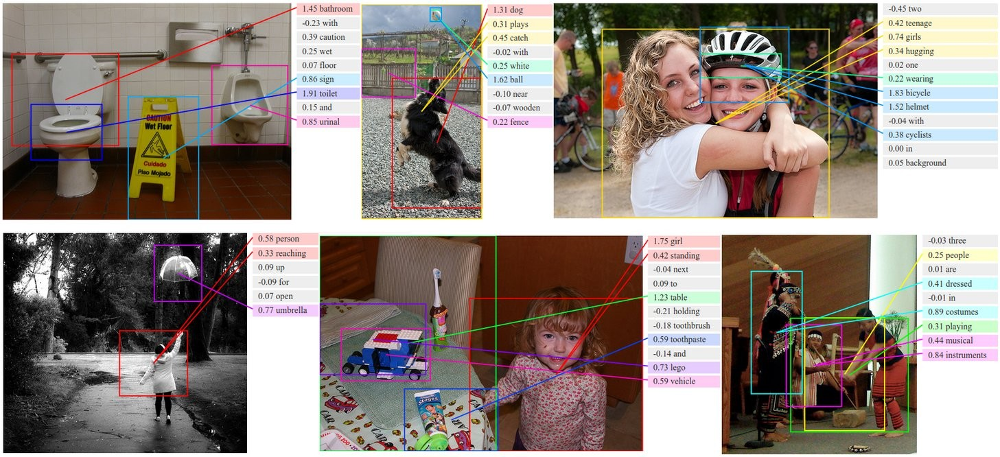 1.45 bathroom
-0.23 with
0.39 caution
0.25 wet
0.07 floor
0.86 sign
1.91 toilet
0.15 and
0.85 urinal
CAUTION
Wet Floor
Cuidado
Piso Mojado
1.31 dog
0.31 plays
0.45 catch
-0.02 with
0.25 white
1.62 ball
-0.10 near
-0.07 wooden
0.22 fence
-0.45 two
0.42 teenage
0.74 girls
0.34 hugging
0.02 one
0.22 wearing
1.83 bicycle
1.52 helmet
-0.04 with
0.38 cyclists
0.00 in
0.05 background
0.58 person
0.33 reaching
0.09 up
-0.09 for
0.07 open
0.77 umbrella
1.75 girl
0.42 standing
-0.04 next
0.09 to
1.23 table
-0.21 holding
-0.18 toothbrush
0.59 toothpaste
-0.14 and
0.73 lego
0.59 vehicle
Stages
CAR
-0.03 three
0.25 people
0.01 are
0.41 dressed
-0.01 in
0.89 costumes
0.31 playing
0.44 musical
0.84 instruments